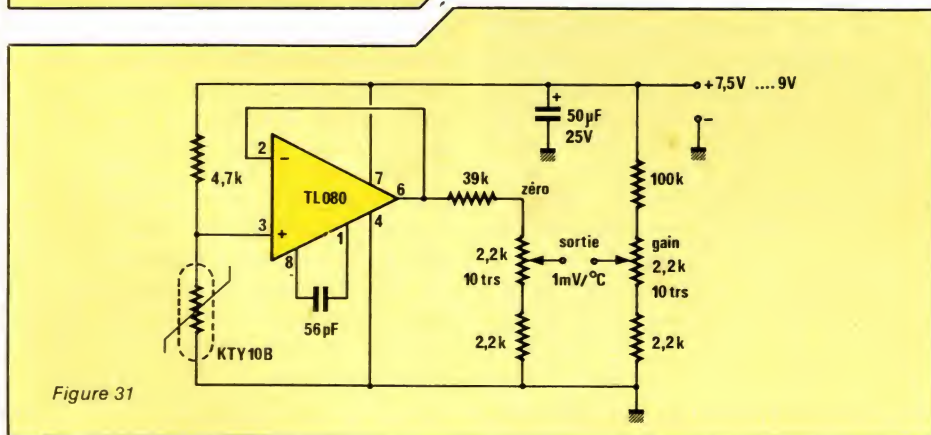 +7,5V .... 9V
+
50µF
25V
-
4,7k
2
-
7
TL080
6
39k
zéro
100k
3
+
4
1
8
56pF
2,2k
10 trs
sortie
1mV/°C
gain
2,2k
10 trs
KTY10B
2,2k
2,2k
Figure 31